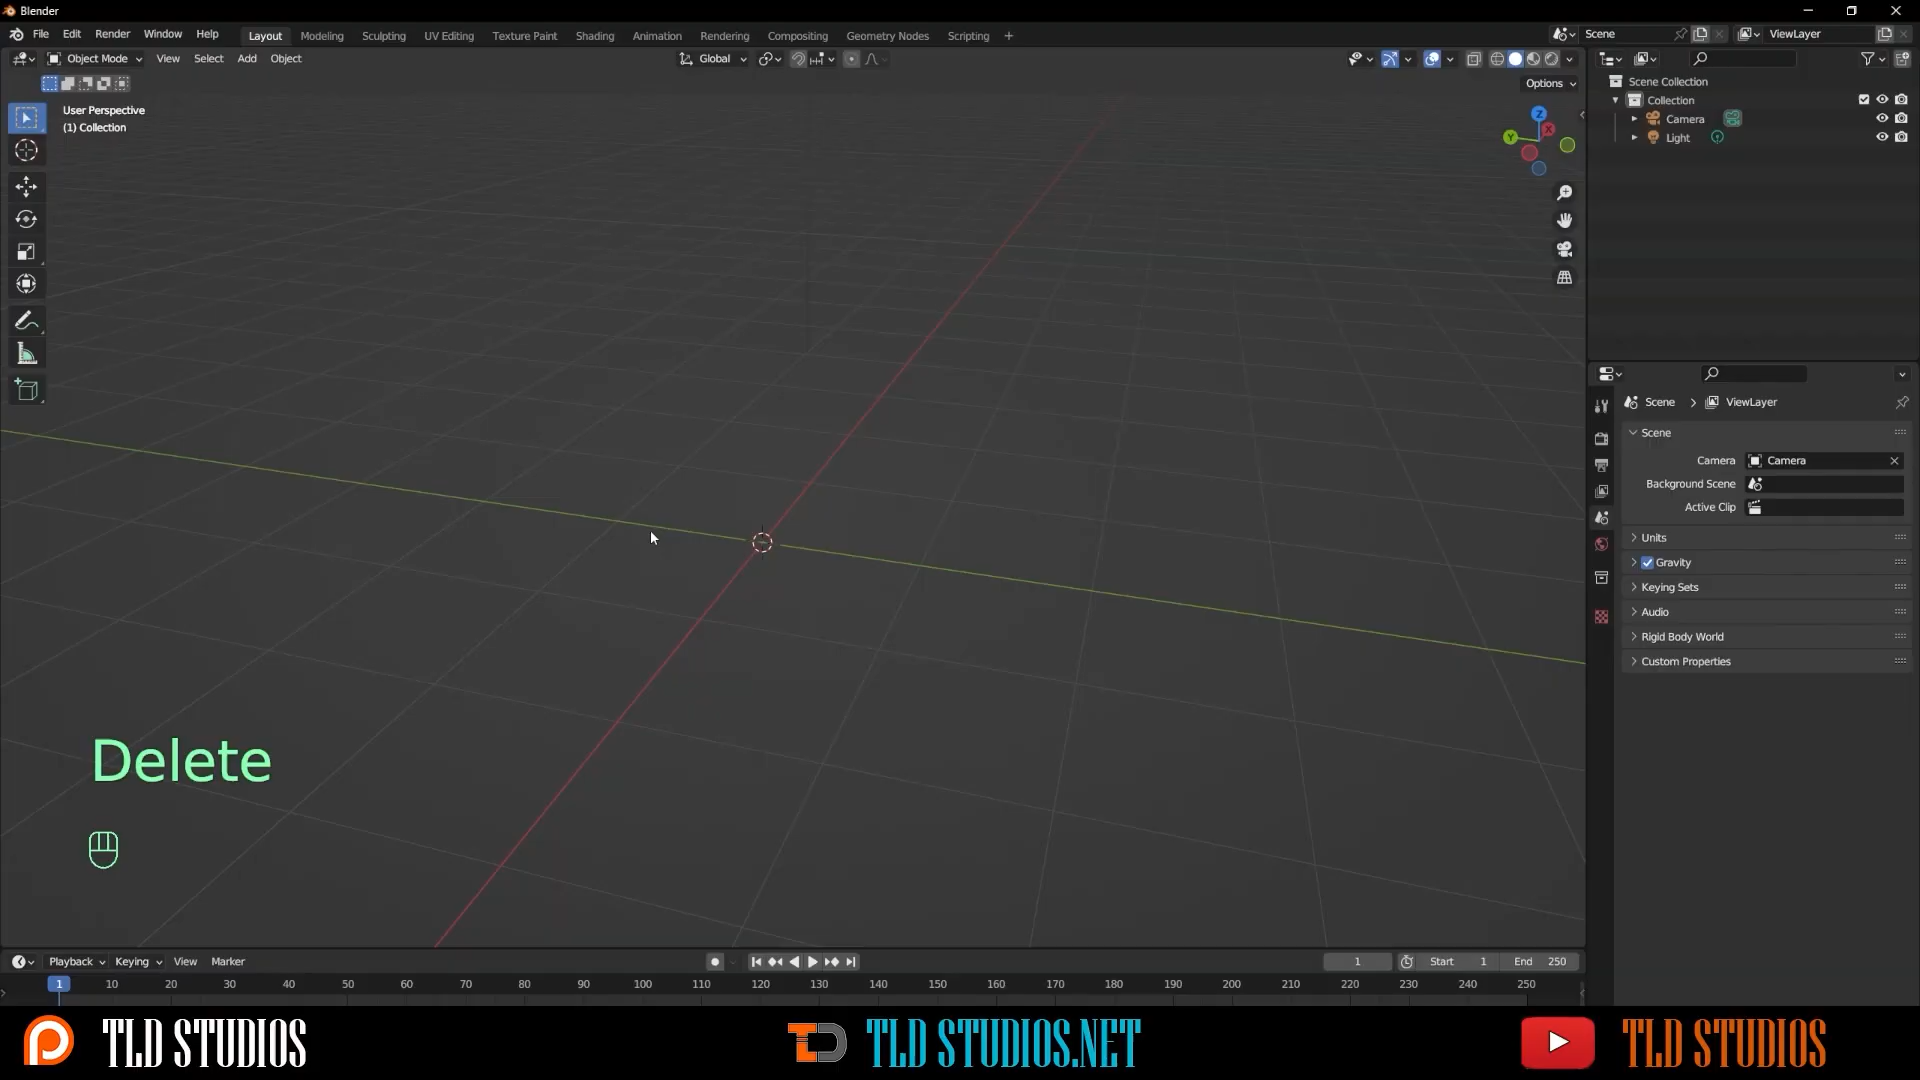 Blender
File Edit Render Window Help Layout Modeling Sculpting UV Editing Texture Paint Shading Animation Rendering Compositing Geometry Nodes Scripting + Scene ViewLayer
Object Mode View Select Add Object Global
Options
User Perspective
(1) Collection
Z
Y
X
Scene Collection
Collection
Camera
Light
Scene > ViewLayer
Scene
Camera Camera
Background Scene
Active Clip
Units
Gravity
Keying Sets
Audio
Rigid Body World
Custom Properties
Delete
Playback Keying View Marker 1 Start 1 End 250
1 10 20 30 40 50 60 70 80 90 100 110 120 130 140 150 160 170 180 190 200 210 220 230 240 250
TLD STUDIOS TLD STUDIOS.NET TLD STUDIOS